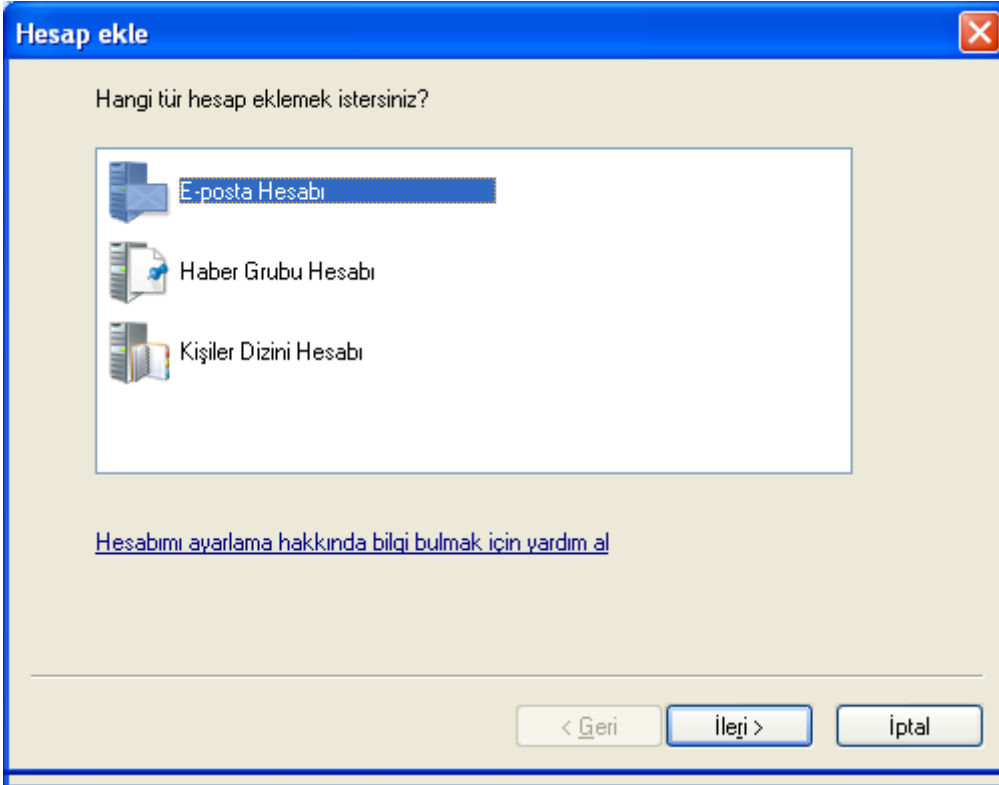 Hesap ekle
Hangi tür hesap eklemek istersiniz?
E-posta Hesabı
Haber Grubu Hesabı
Kişiler Dizini Hesabı
Hesabımı ayarlama hakkında bilgi bulmak için yardım al
< Geri İleri > İptal